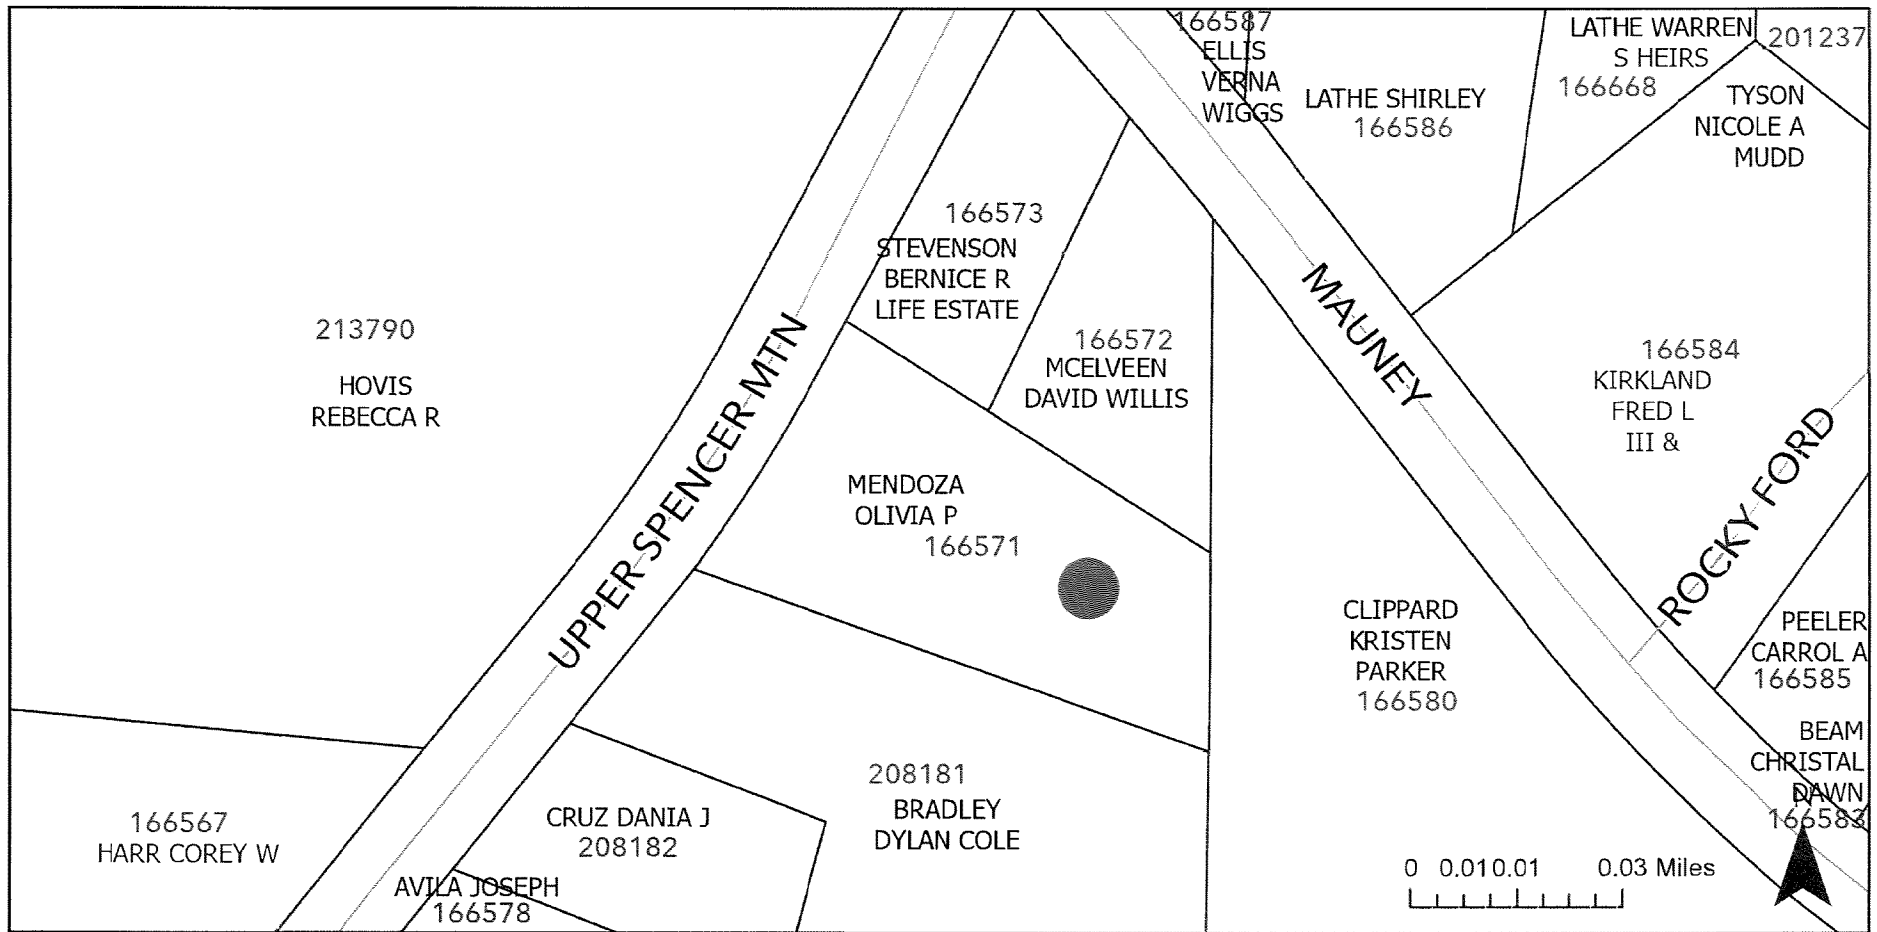 166587
ELLIS
VERNA
WIGGS
LATHE SHIRLEY
166586
LATHE WARREN
S HEIRS
166668
201237
TYSON
NICOLE A
MUDD
166573
STEVENSON
BERNICE R
LIFE ESTATE
213790
HOVIS
REBECCA R
UPPER SPENCER MTN
166572
MCELVEEN
DAVID WILLIS
MAUNEY
166584
KIRKLAND
FRED L
III &
ROCKY FORD
MENDOZA
OLIVIA P
166571
CLIPPARD
KRISTEN
PARKER
166580
PEELER
CARROL A
166585
BEAM
CHRISTAL
DAWN
166583
N
208181
BRADLEY
DYLAN COLE
CRUZ DANIA J
208182
166567
HARR COREY W
AVILA JOSEPH
166578
0 0.01 0.01 0.03 Miles